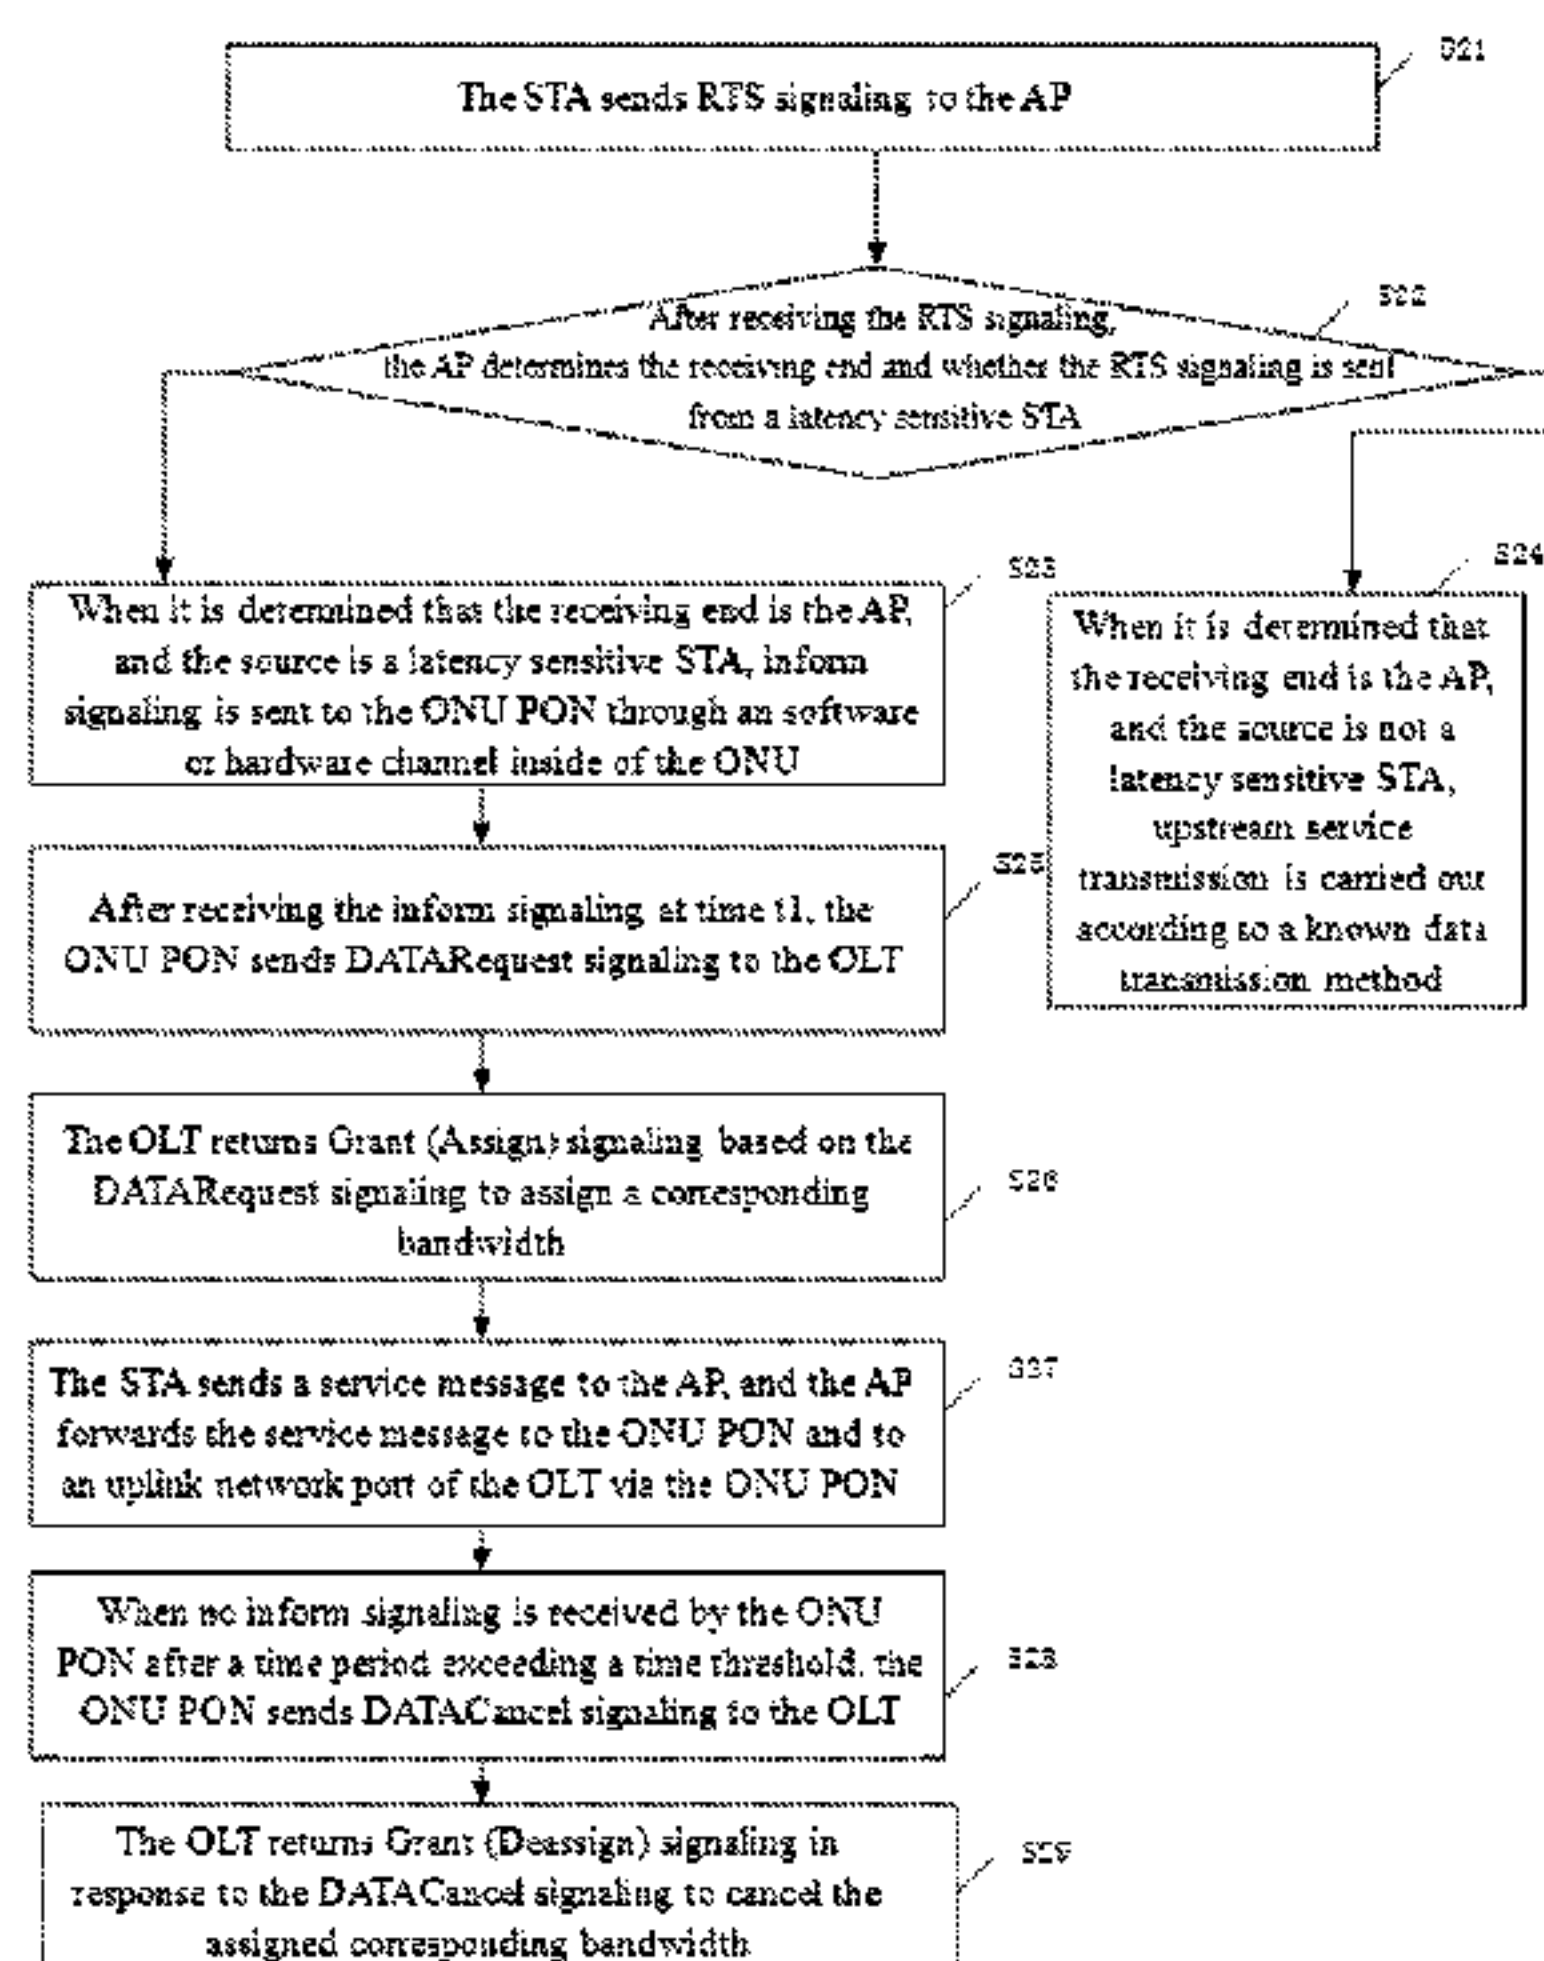 S21
The STA sends RTS signaling to the AP
S22
After receiving the RTS signaling,
the AP determines the receiving end and whether the RTS signaling is sent
from a latency sensitive STA
S23
When it is determined that the receiving end is the AP,
and the source is a latency sensitive STA, inform
signaling is sent to the ONU PON through an software
or hardware channel inside of the ONU
S24
When it is determined that
the receiving end is the AP,
and the source is not a
latency sensitive STA,
upstream service
transmission is carried out
according to a known data
transmission method
S25
After receiving the inform signaling at time t1, the
ONU PON sends DATARequest signaling to the OLT
S26
The OLT returns Grant (Assign) signaling based on the
DATARequest signaling to assign a corresponding
bandwidth
S27
The STA sends a service message to the AP, and the AP
forwards the service message to the ONU PON and to
an uplink network port of the OLT via the ONU PON
S28
When no inform signaling is received by the ONU
PON after a time period exceeding a time threshold, the
ONU PON sends DATACancel signaling to the OLT
S29
The OLT returns Grant (Deassign) signaling in
response to the DATACancel signaling to cancel the
assigned corresponding bandwidth